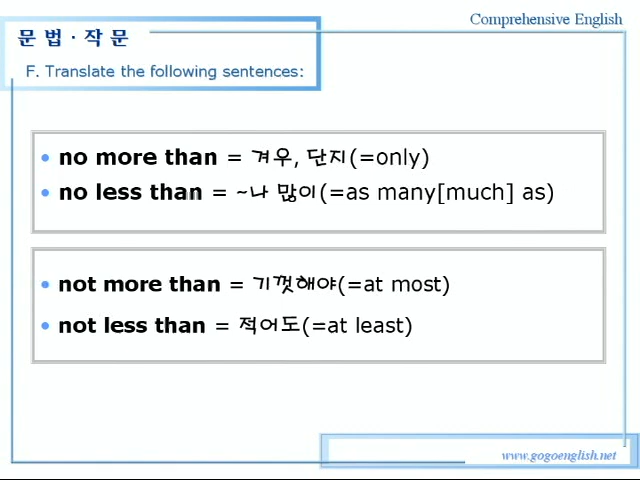 Comprehensive English
문 법 · 작 문
F. Translate the following sentences:
• no more than = 겨우, 단지(=only)
• no less than = ~나 많이(=as many[much] as)
• not more than = 기껏해야(=at most)
• not less than = 적어도(=at least)
www.gogoenglish.net